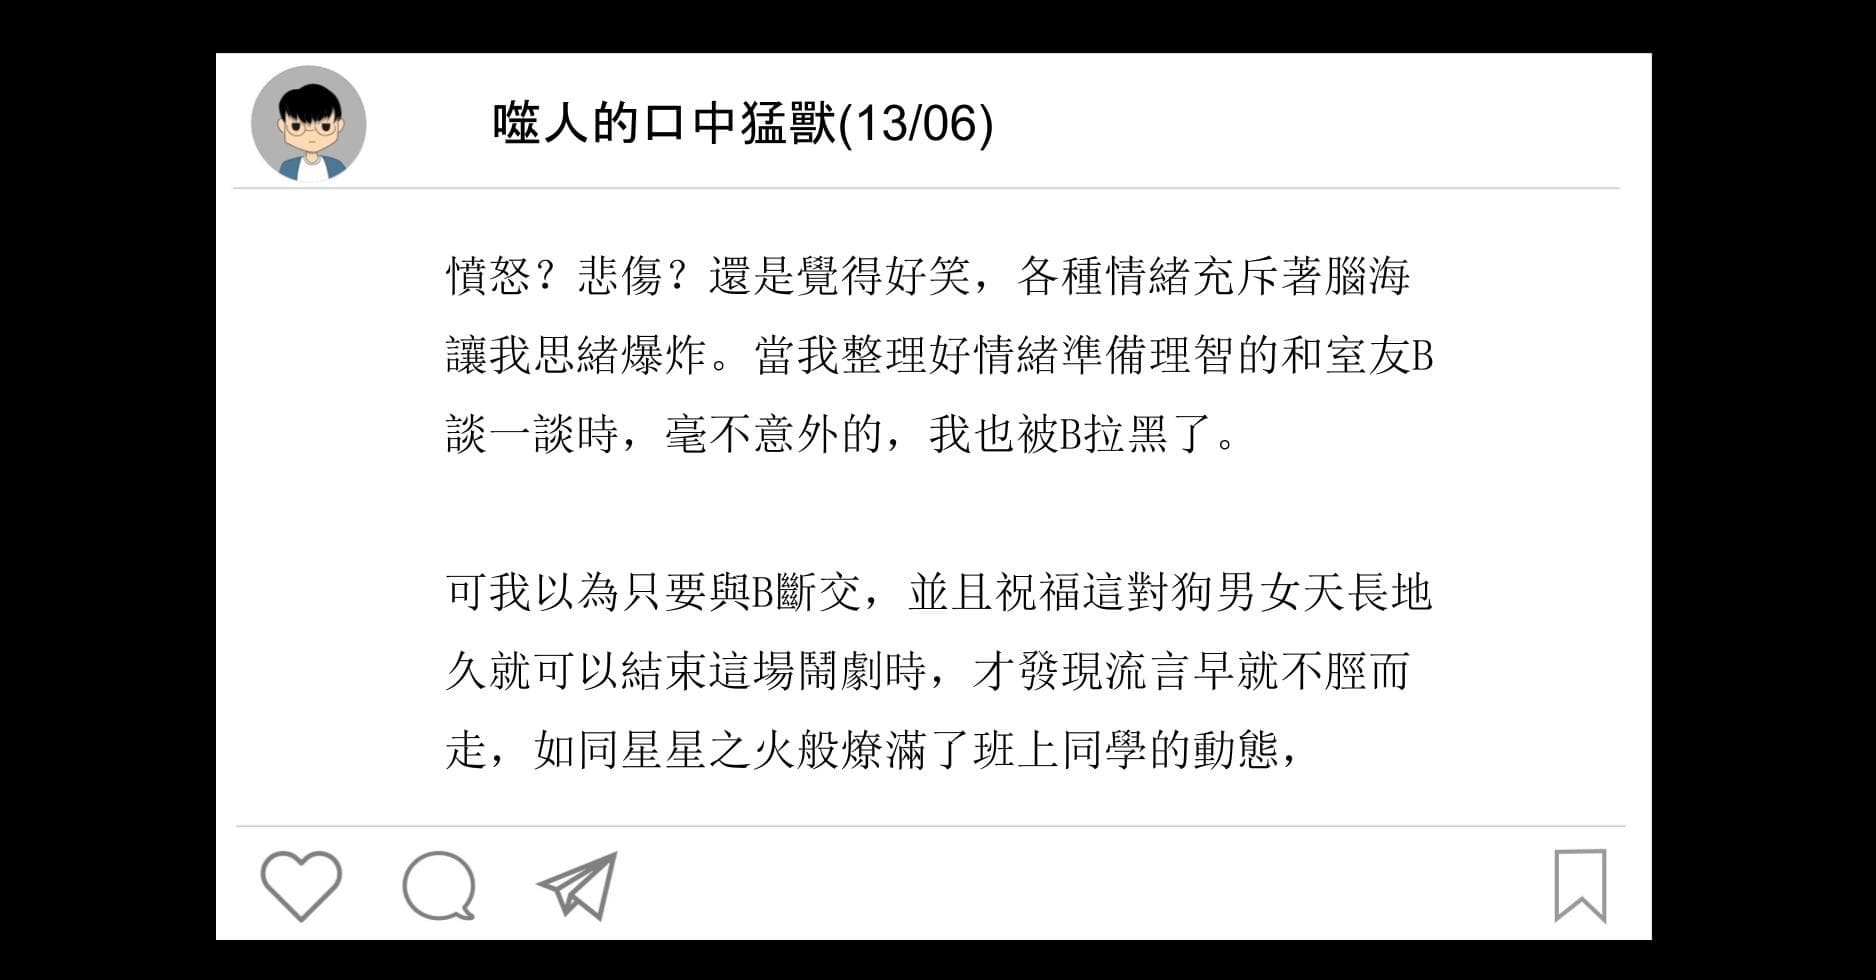 噬人的口中猛獸(13/06)
憤怒？悲傷？還是覺得好笑，各種情緒充斥著腦海
讓我思緒爆炸。當我整理好情緒準備理智的和室友B
談一談時，毫不意外的，我也被B拉黑了。
可我以為只要與B斷交，並且祝福這對狗男女天長地
久就可以結束這場鬧劇時，才發現流言早就不脛而
走，如同星星之火般燎滿了班上同學的動態，